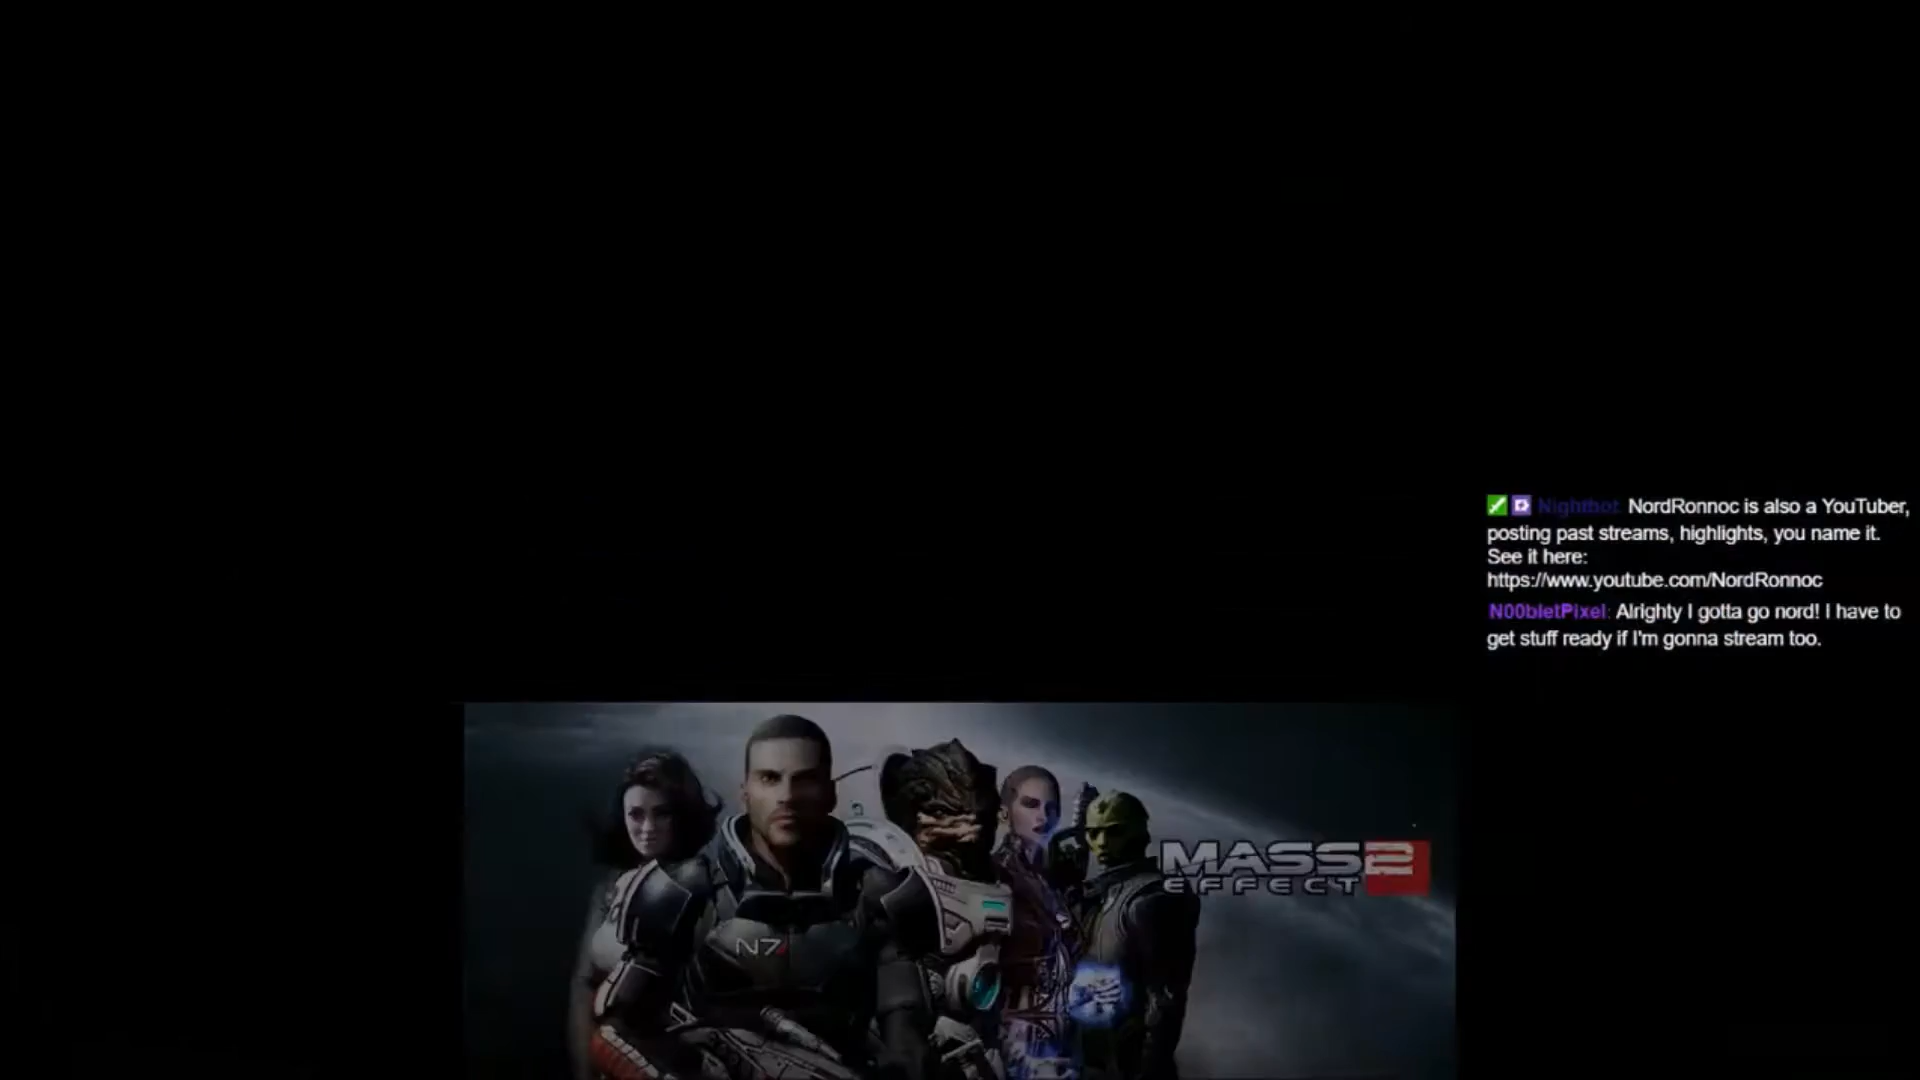 Nightbot: NordRonnoc is also a YouTuber,
posting past streams, highlights, you name it.
See it here:
https://www.youtube.com/NordRonnoc
N00bletPixel: Alrighty I gotta go nord! I have to
get stuff ready if I'm gonna stream too.
MASS 2
EFFECT
N7